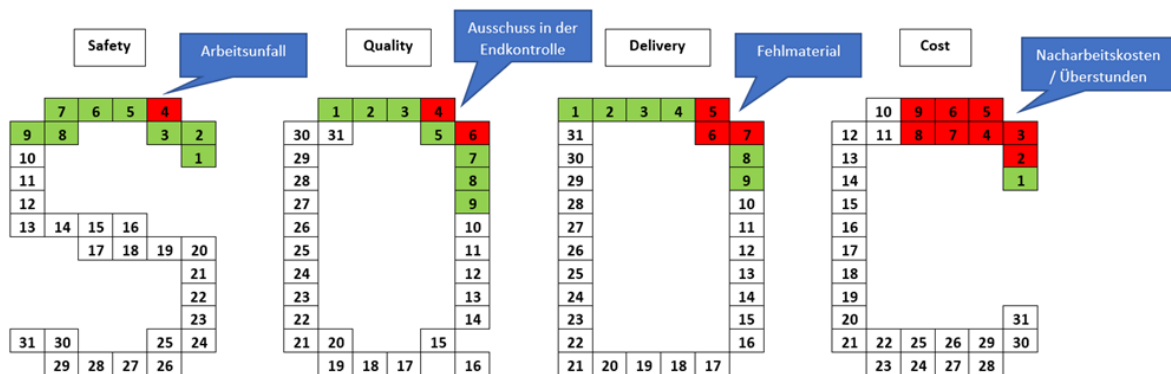 Safety
Arbeitsunfall
Quality
Ausschuss in der
Endkontrolle
Delivery
Fehlmaterial
Cost
Nacharbeitskosten
/ Überstunden
7 6 5 4
9 8 3 2
10 1
11
12
13 14 15 16
17 18 19 20
21
22
23
31 30 25 24
29 28 27 26
1 2 3 4
30 31 5 6
29 7
28 8
27 9
26 10
25 11
24 12
23 13
22 14
21 20 15
19 18 17 16
1 2 3 4 5
31 6 7
30 8
29 9
28 10
27 11
26 12
25 13
24 14
23 15
22 16
21 20 19 18 17
10 9 6 5
12 11 8 7 4 3
13 2
14 1
15
16
17
18
19
20 31
21 22 25 26 29 30
23 24 27 28